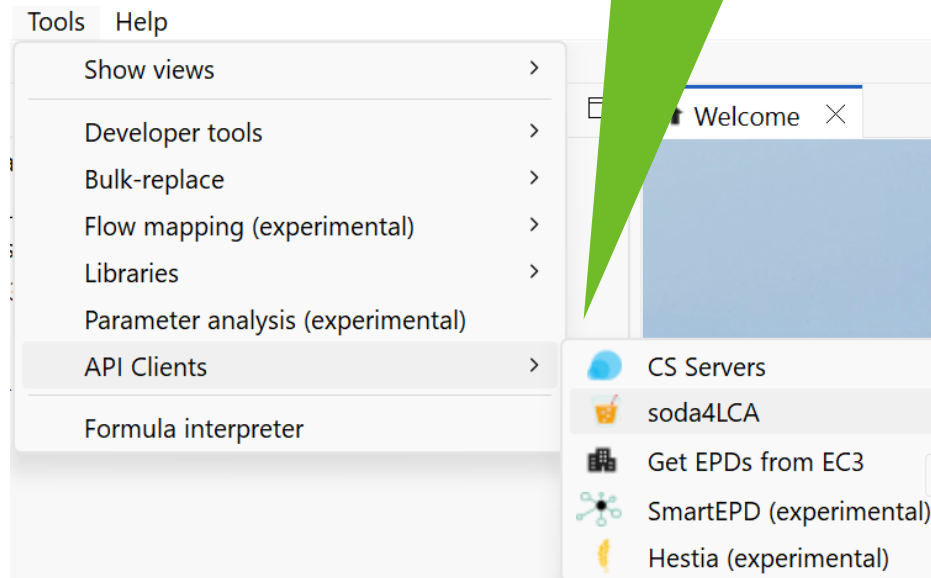 Tools Help
Show views
Welcome
Developer tools
Bulk-replace
Flow mapping (experimental)
Libraries
Parameter analysis (experimental)
API Clients
CS Servers
soda4LCA
Formula interpreter
Get EPDs from EC3
SmartEPD (experimental)
Hestia (experimental)